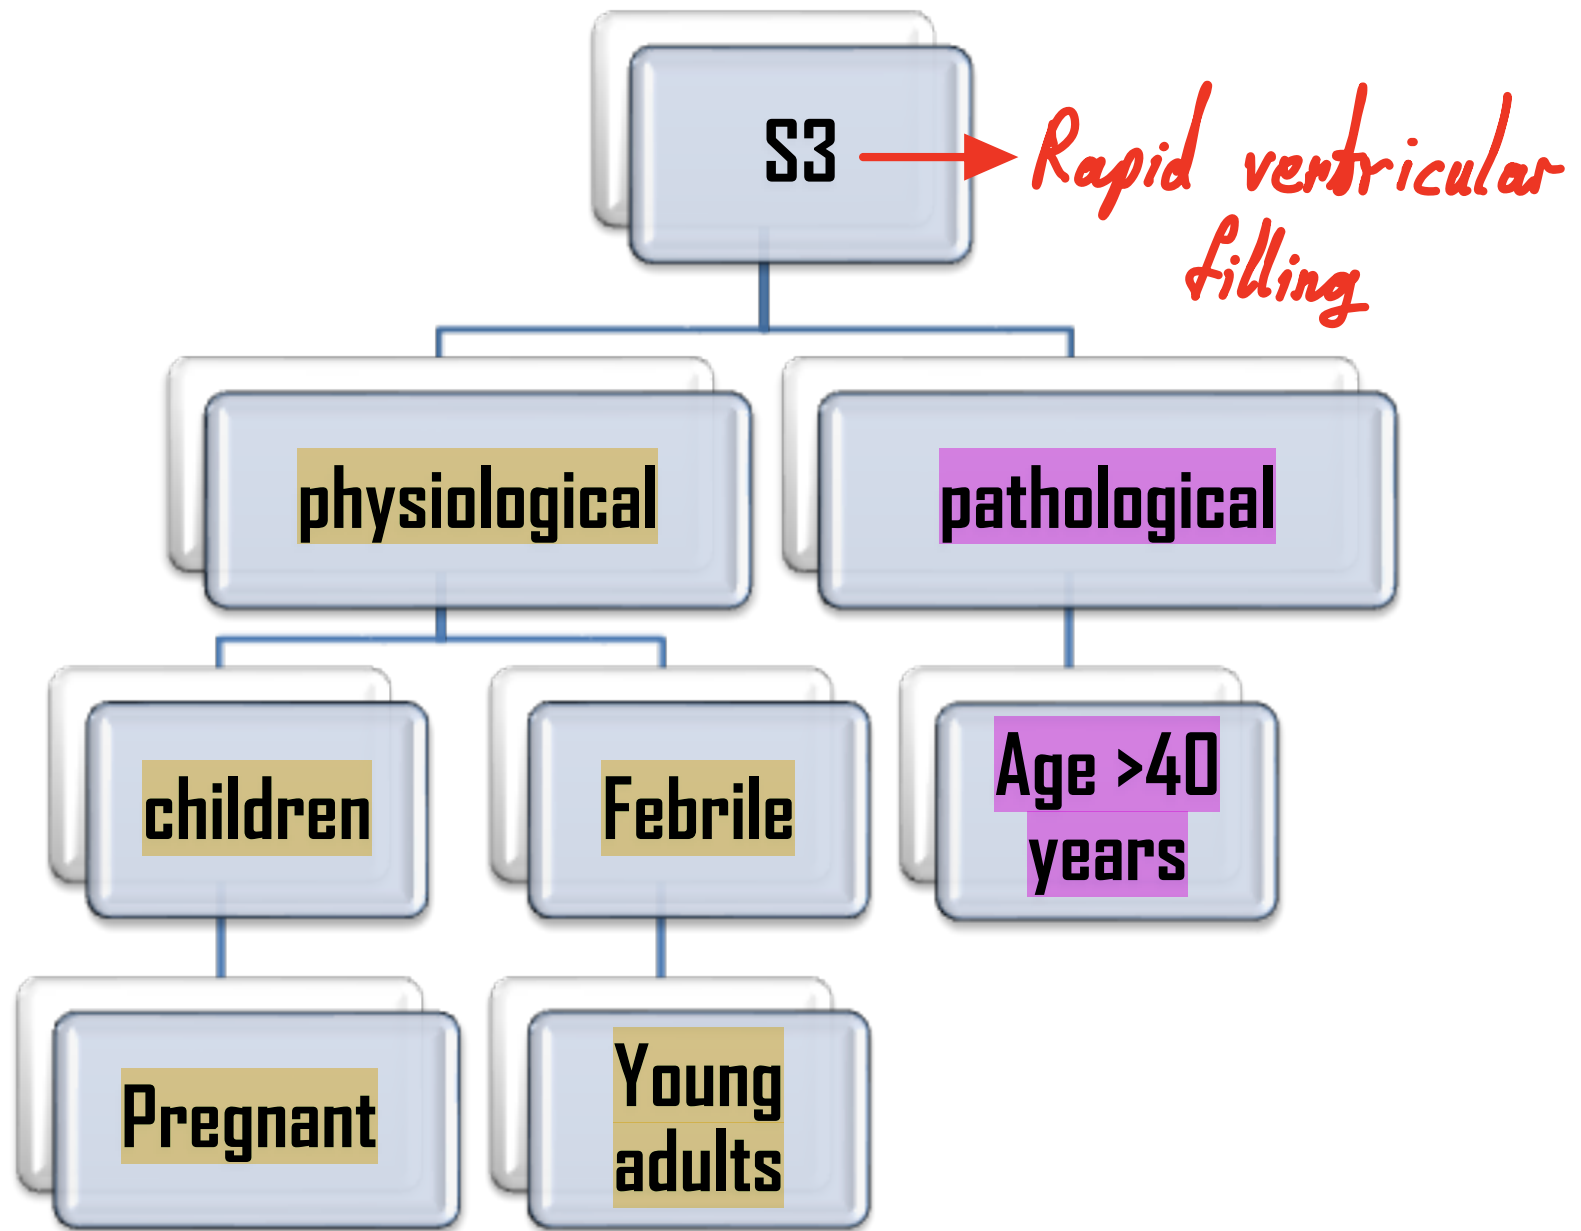 S3
Rapid ventricular
filling
physiological
pathological
children
Febrile
Age >40
years
Pregnant
Young
adults